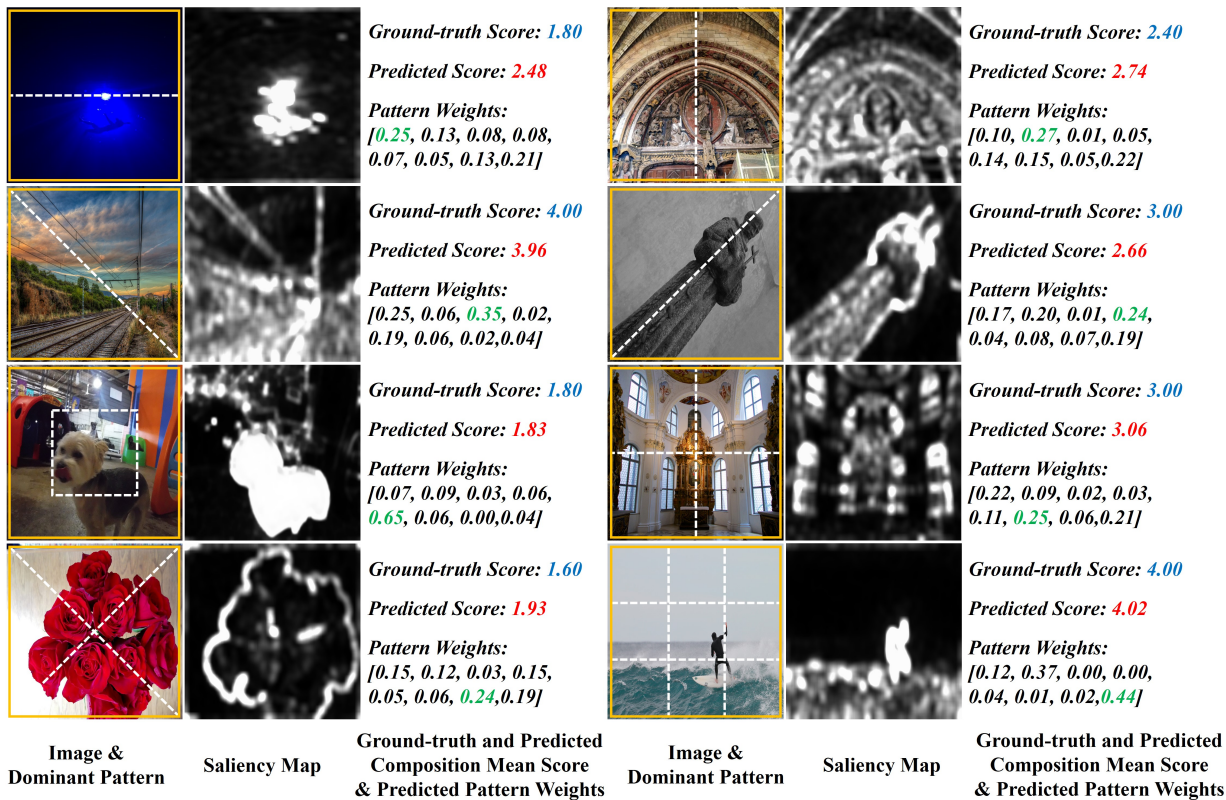 Ground-truth Score: 1.80
Predicted Score: 2.48
Pattern Weights:
[0.25, 0.13, 0.08, 0.08,
0.07, 0.05, 0.13,0.21]
Ground-truth Score: 2.40
Predicted Score: 2.74
Pattern Weights:
[0.10, 0.27, 0.01, 0.05,
0.14, 0.15, 0.05,0.22]
Ground-truth Score: 4.00
Predicted Score: 3.96
Pattern Weights:
[0.25, 0.06, 0.35, 0.02,
0.19, 0.06, 0.02,0.04]
Ground-truth Score: 3.00
Predicted Score: 2.66
Pattern Weights:
[0.17, 0.20, 0.01, 0.24,
0.04, 0.08, 0.07,0.19]
Ground-truth Score: 1.80
Predicted Score: 1.83
Pattern Weights:
[0.07, 0.09, 0.03, 0.06,
0.65, 0.06, 0.00,0.04]
Ground-truth Score: 3.00
Predicted Score: 3.06
Pattern Weights:
[0.22, 0.09, 0.02, 0.03,
0.11, 0.25, 0.06,0.21]
Ground-truth Score: 1.60
Predicted Score: 1.93
Pattern Weights:
[0.15, 0.12, 0.03, 0.15,
0.05, 0.06, 0.24,0.19]
Ground-truth Score: 4.00
Predicted Score: 4.02
Pattern Weights:
[0.12, 0.37, 0.00, 0.00,
0.04, 0.01, 0.02,0.44]
Image &
Dominant Pattern
Saliency Map
Ground-truth and Predicted
Composition Mean Score
& Predicted Pattern Weights
Image &
Dominant Pattern
Saliency Map
Ground-truth and Predicted
Composition Mean Score
& Predicted Pattern Weights